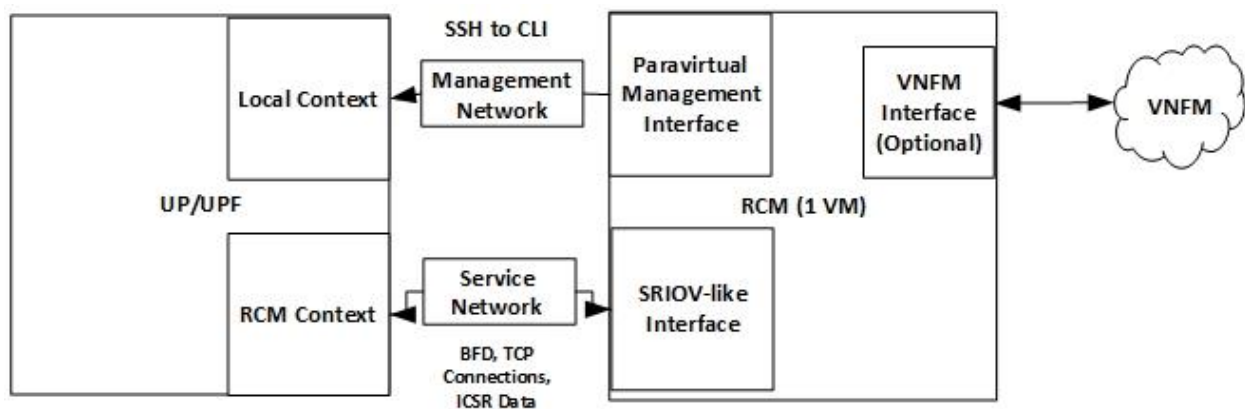 SSH to CLI
Local Context
Management
Network
Paravirtual
Management
Interface
VNFM
Interface
(Optional)
VNFM
UP/UPF
RCM (1 VM)
RCM Context
Service
Network
SRIOV-like
Interface
BFD, TCP
Connections,
ICSR Data